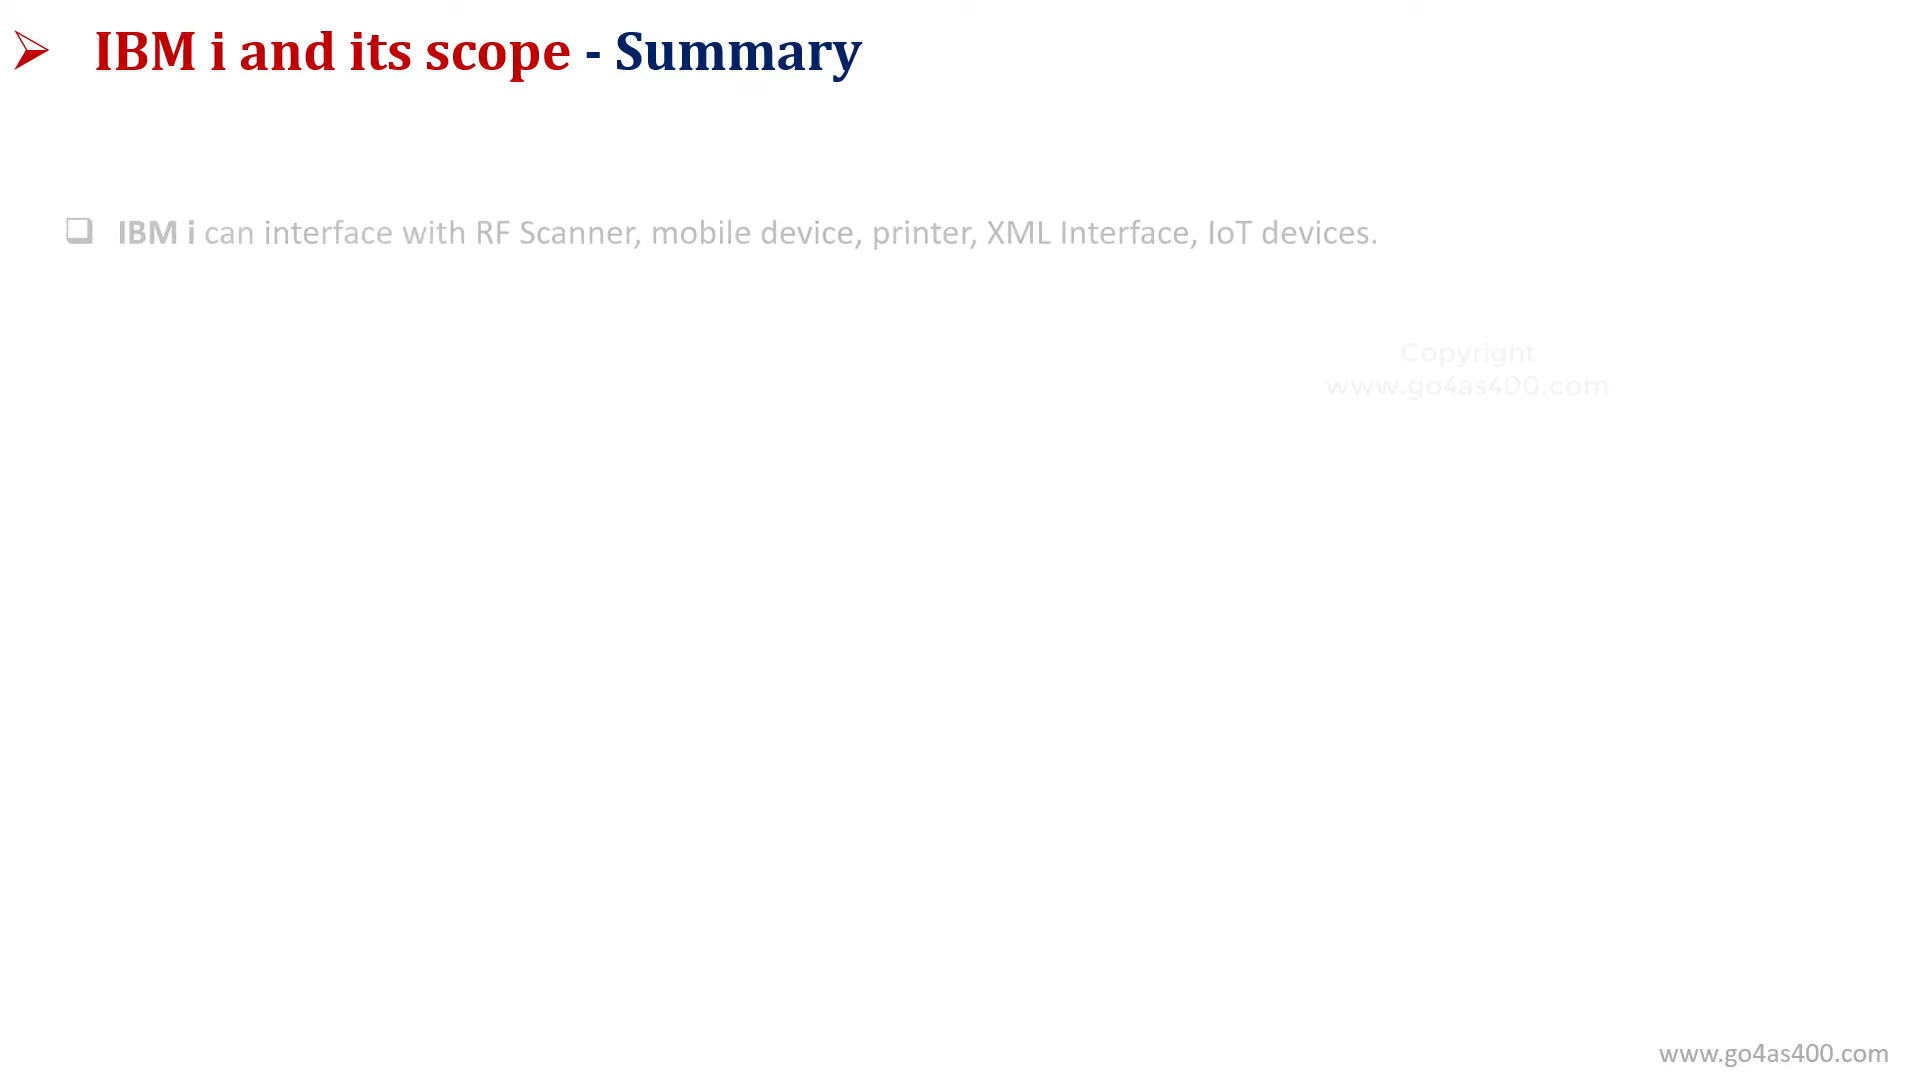 IBM i and its scope - Summary
IBM i can interface with RF Scanner, mobile device, printer, XML Interface, IoT devices.
Copyright
www.go4as400.com
www.go4as400.com